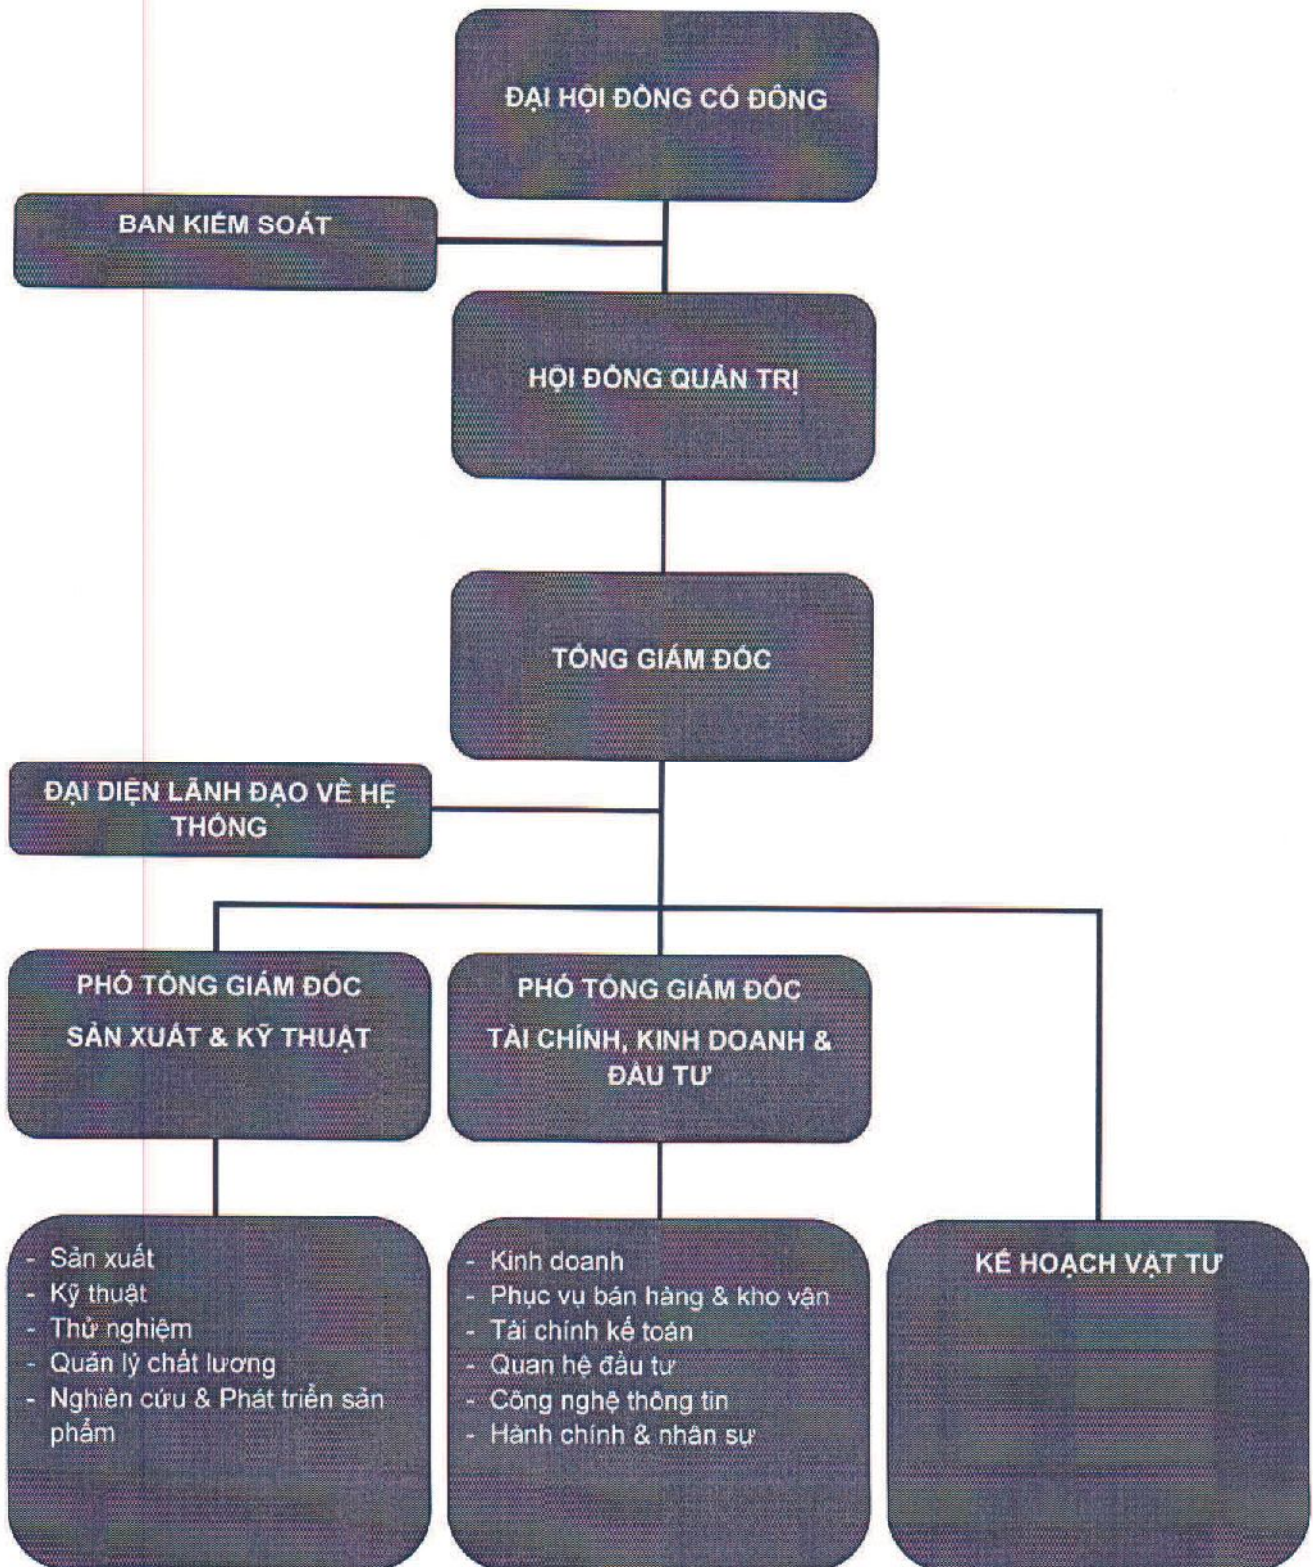 ĐẠI HỘI ĐỒNG CỔ ĐÔNG
BAN KIỂM SOÁT
HỘI ĐỒNG QUẢN TRỊ
TỔNG GIÁM ĐỐC
ĐẠI DIỆN LÃNH ĐẠO VỀ HỆ
THỐNG
PHÓ TỔNG GIÁM ĐỐC
SẢN XUẤT & KỸ THUẬT
PHÓ TỔNG GIÁM ĐỐC
TÀI CHÍNH, KINH DOANH &
ĐẦU TƯ
- Sản xuất
- Kỹ thuật
- Thử nghiệm
- Quản lý chất lương
- Nghiên cứu & Phát triển sản
phẩm
- Kinh doanh
- Phục vụ bán hàng & kho vận
- Tài chính kế toán
- Quan hệ đầu tư
- Công nghệ thông tin
- Hành chính & nhân sự
KẾ HOẠCH VẬT TƯ